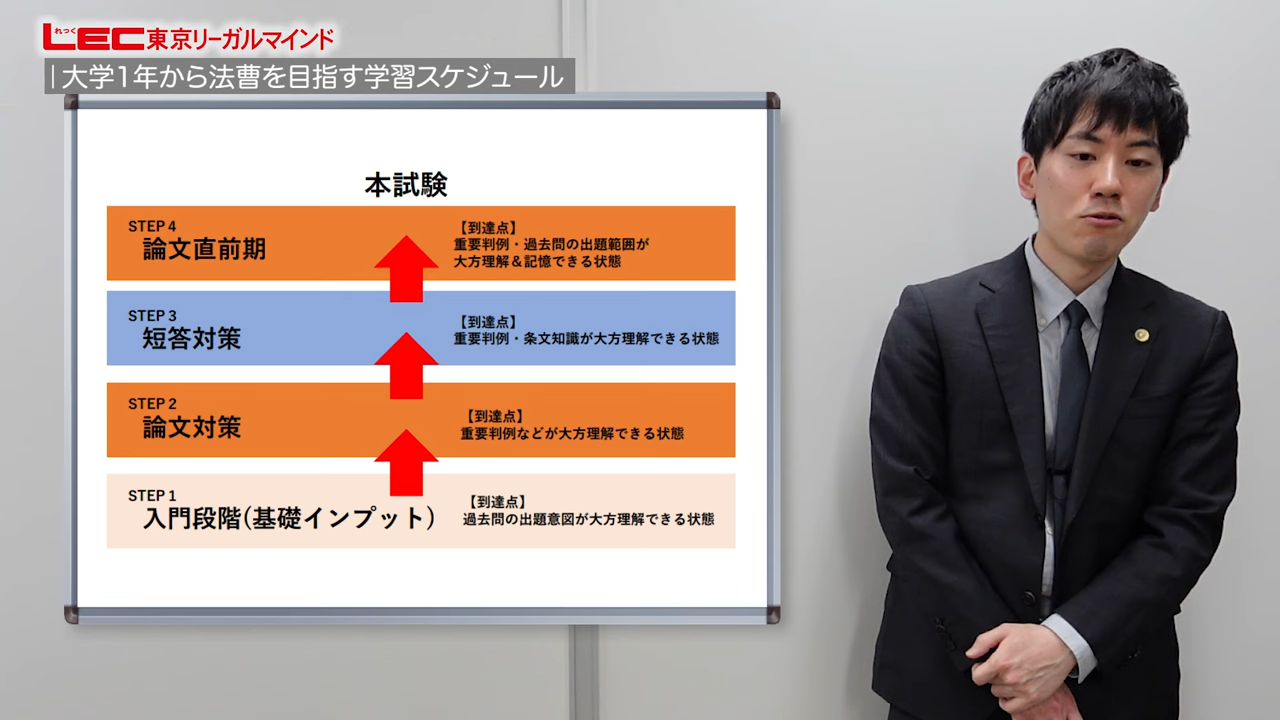 れっく
LEC東京リーガルマインド
大学1年から法曹を目指す学習スケジュール
本試験
STEP 4
論文直前期
【到達点】
重要判例・過去問の出題範囲が
大方理解＆記憶できる状態
STEP 3
短答対策
【到達点】
重要判例・条文知識が大方理解できる状態
STEP 2
論文対策
【到達点】
重要判例などが大方理解できる状態
STEP 1
入門段階(基礎インプット)
【到達点】
過去問の出題意図が大方理解できる状態